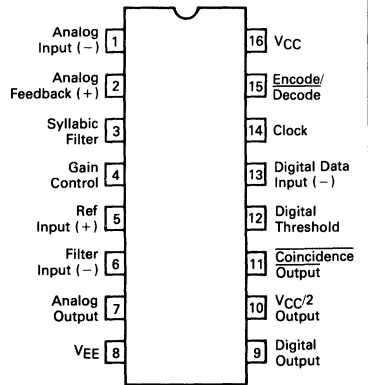 Analog
Input (−)
1
16
VCC
Analog
Feedback (+)
2
15
Encode/
Decode
Syllabic
Filter
3
14
Clock
Gain
Control
4
13
Digital Data
Input (−)
Ref
Input (+)
5
12
Digital
Threshold
Filter
Input (−)
6
11
Coincidence
Output
Analog
Output
7
10
VCC/2
Output
VEE
8
9
Digital
Output